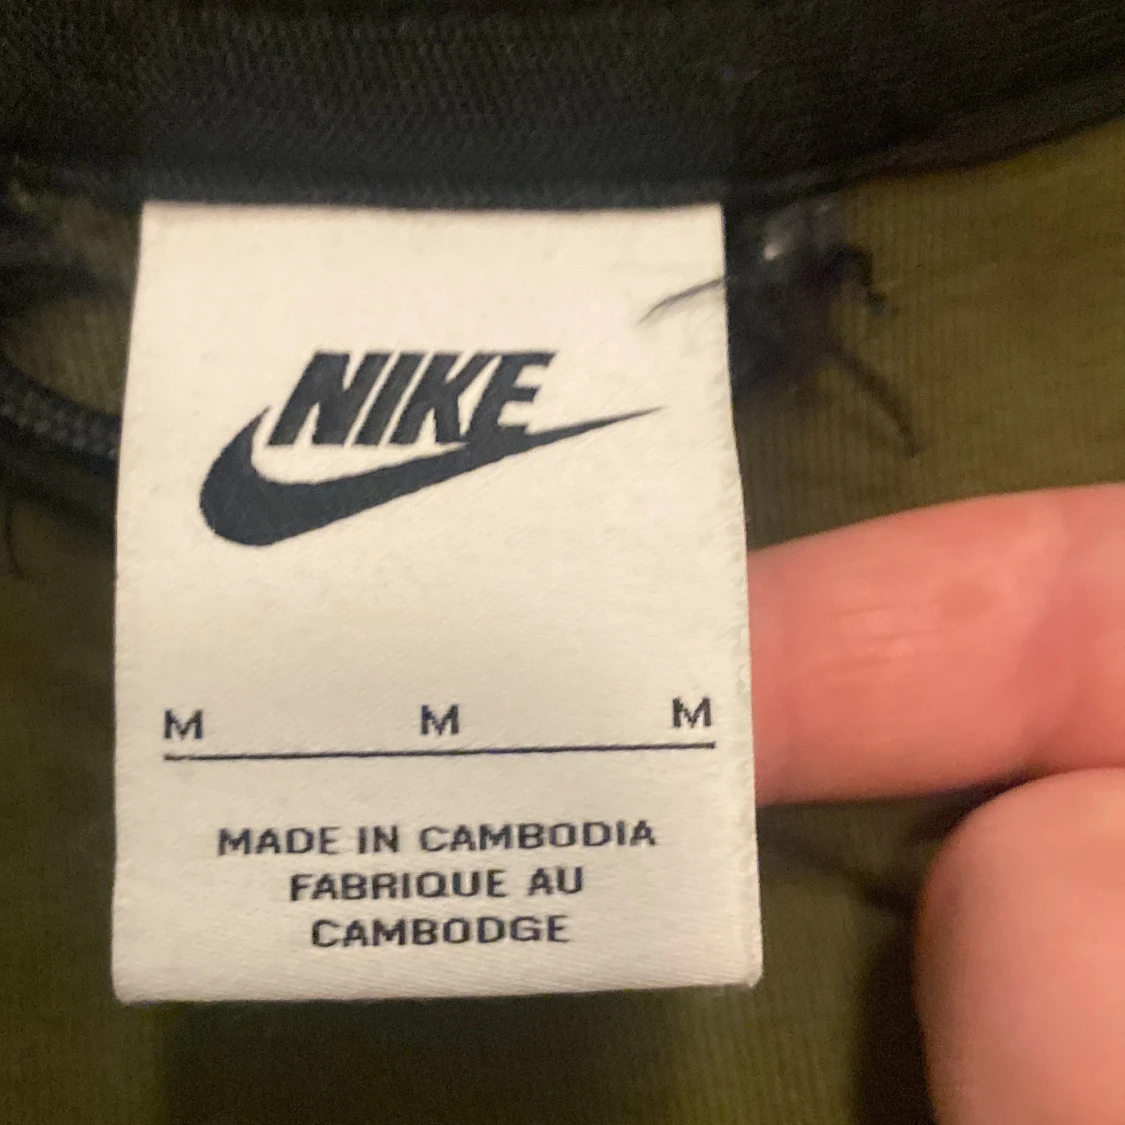 NIKE
M M M
MADE IN CAMBODIA
FABRIQUE AU
CAMBODGE